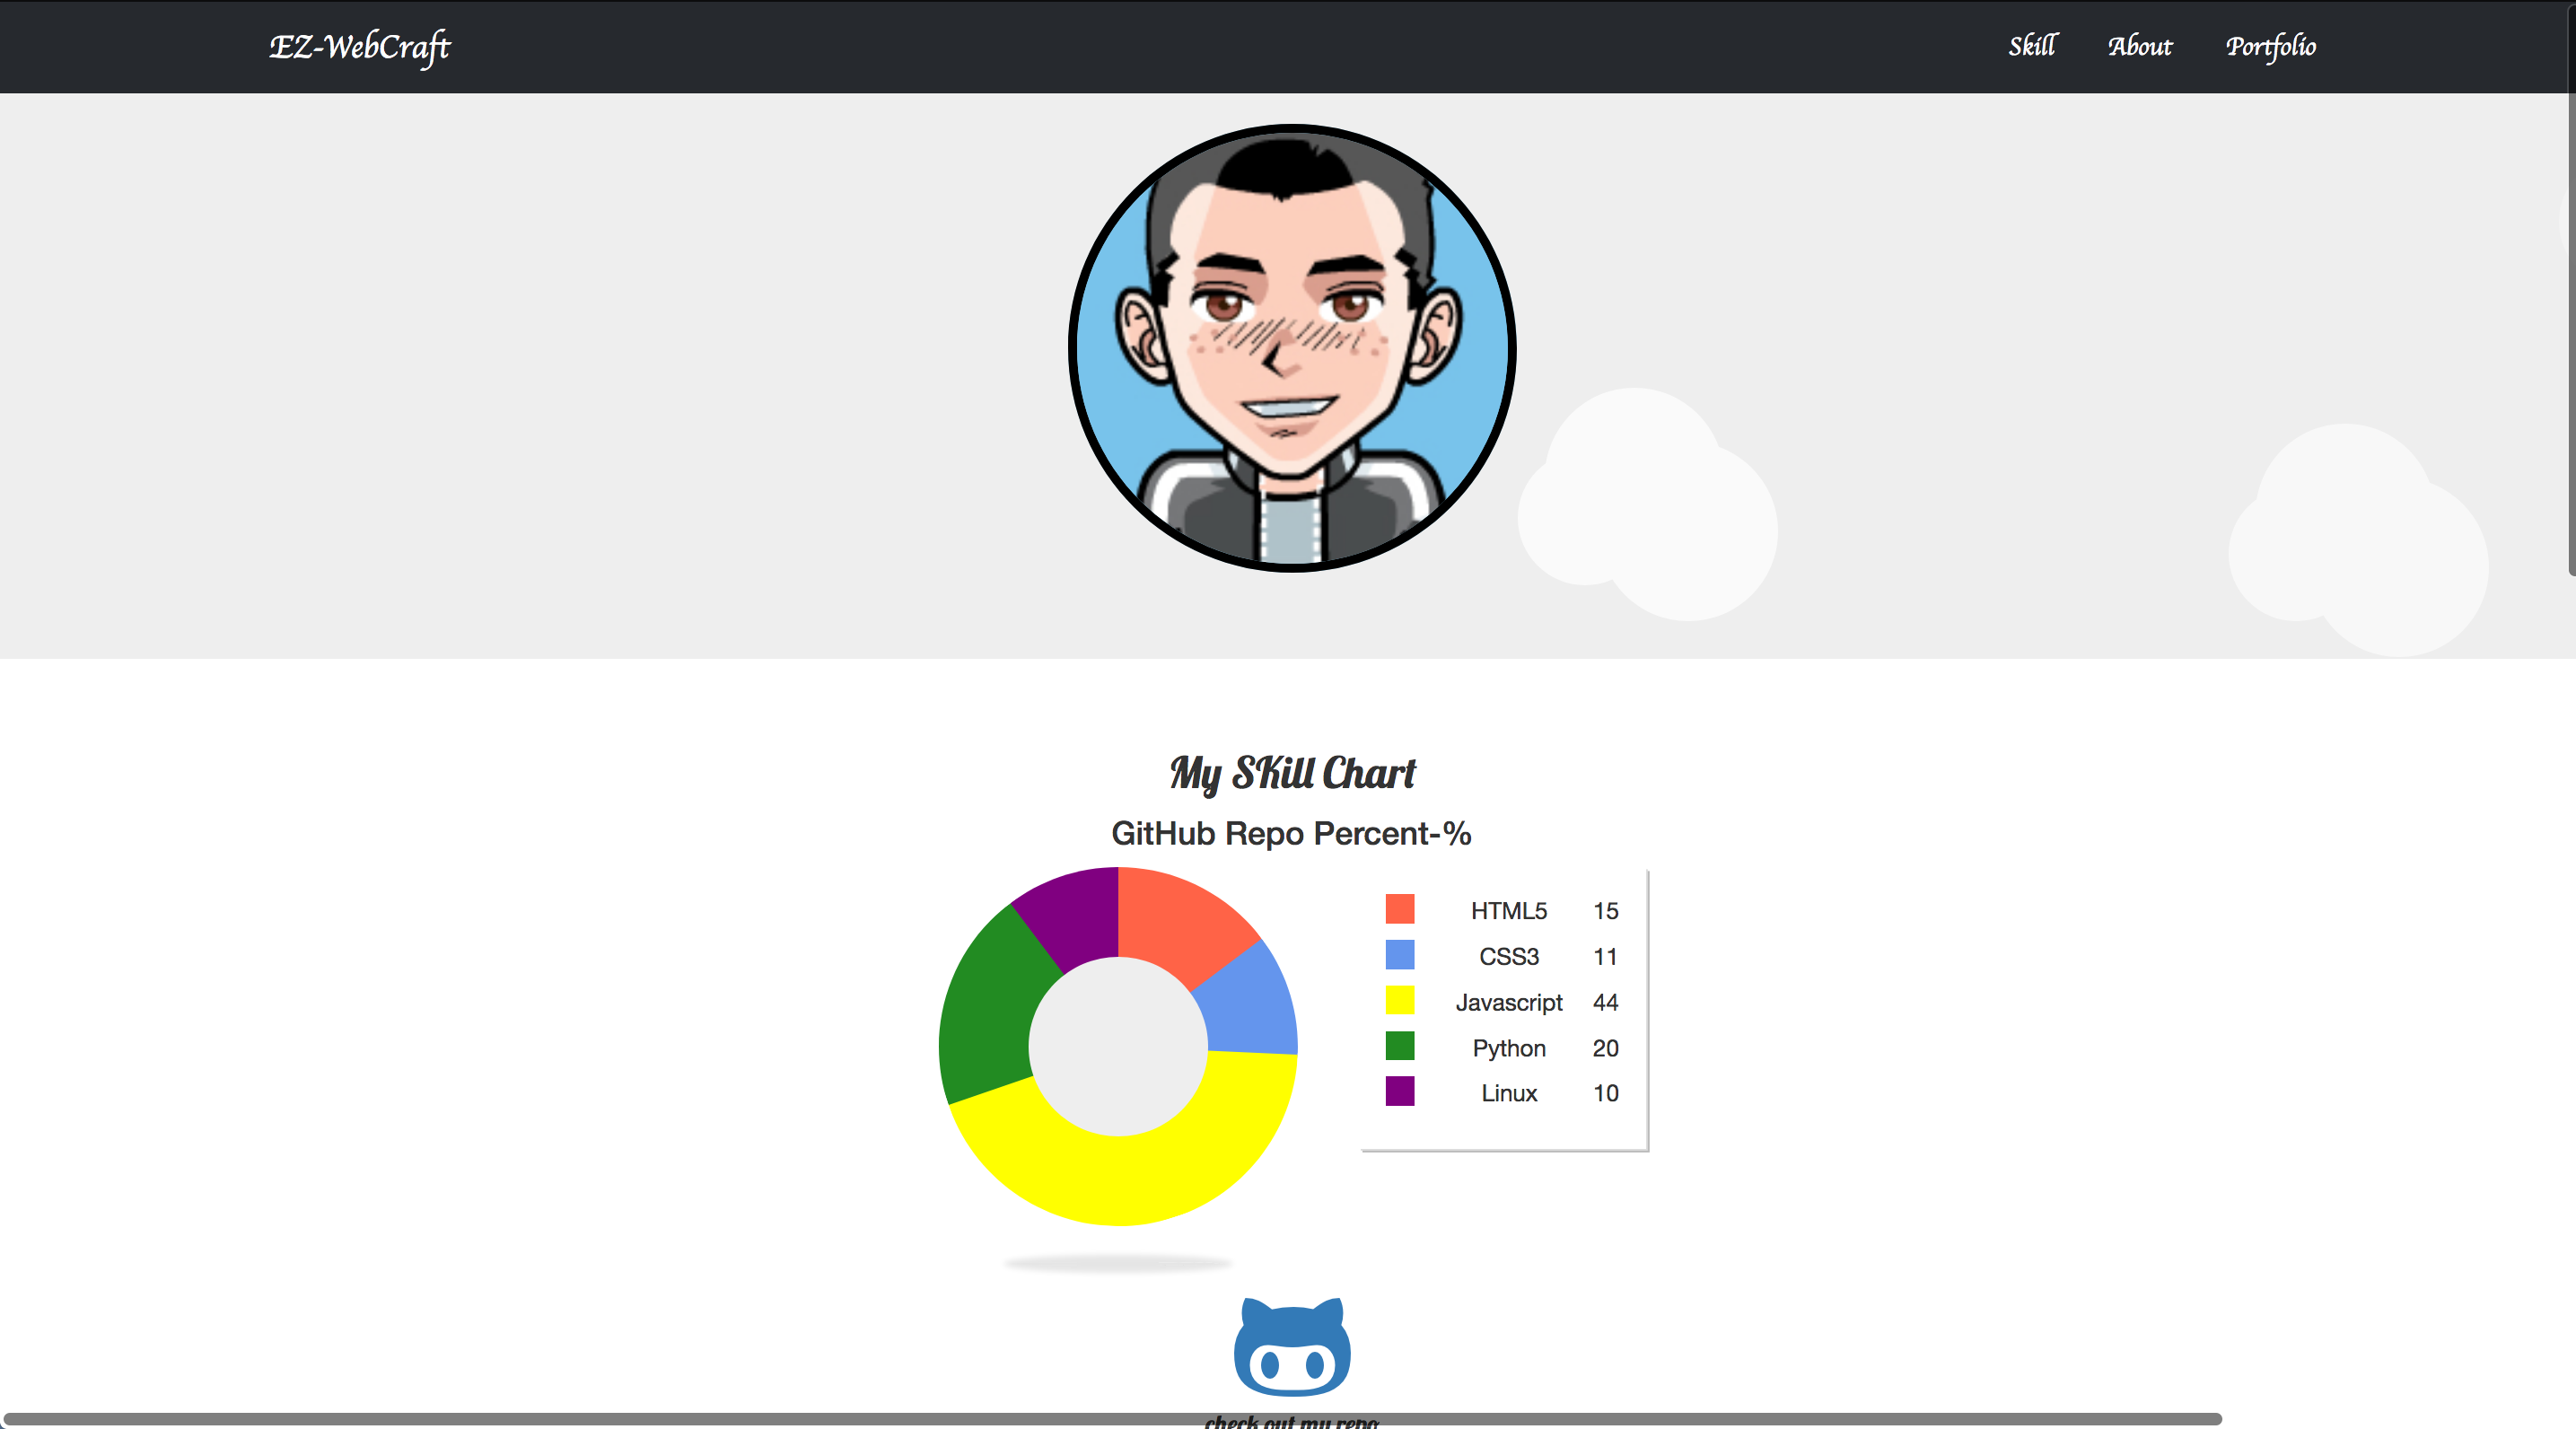 EZ-WebCraft
Skill About Portfolio
My SKill Chart
GitHub Repo Percent-%
HTML5 15
CSS3 11
Javascript 44
Python 20
Linux 10
check out my repo